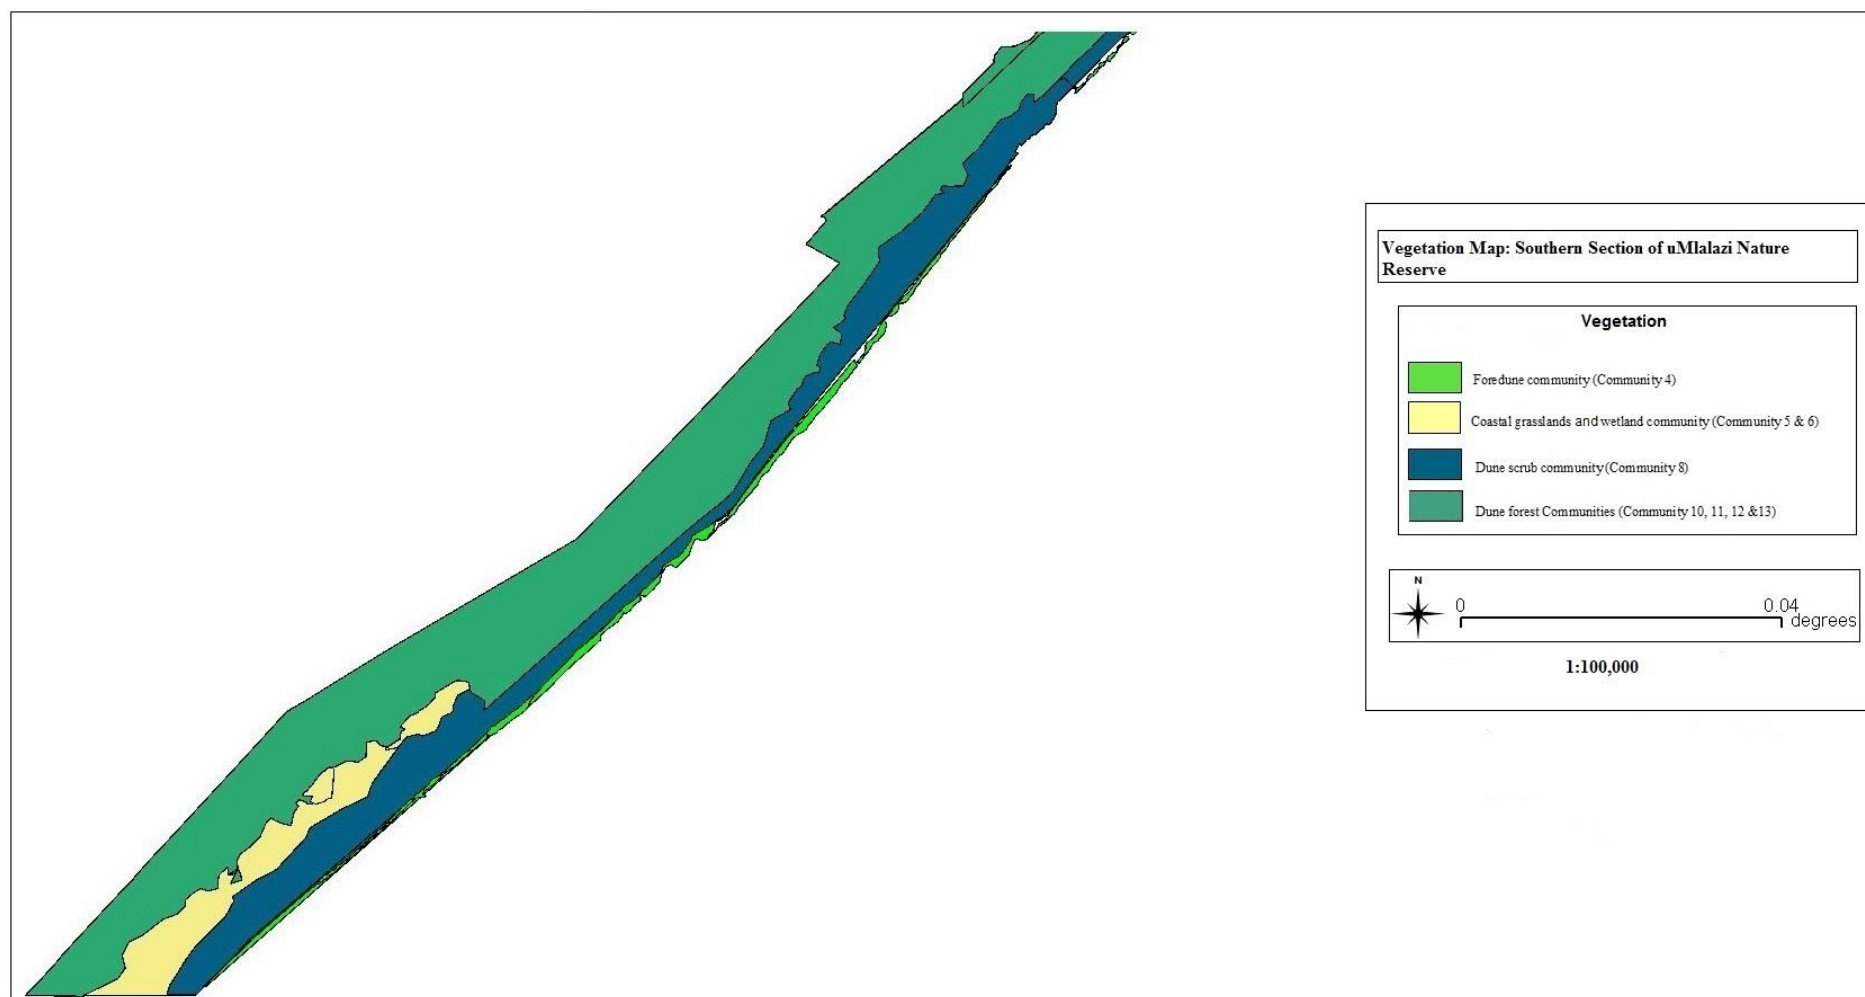 Vegetation Map: Southern Section of uMlalazi Nature
Reserve
Vegetation
Foredune community (Community 4)
Coastal grasslands and wetland community (Community 5 & 6)
Dune scrub community (Community 8)
Dune forest Communities (Community 10, 11, 12 &13)
N
0 0.04
degrees
1:100,000